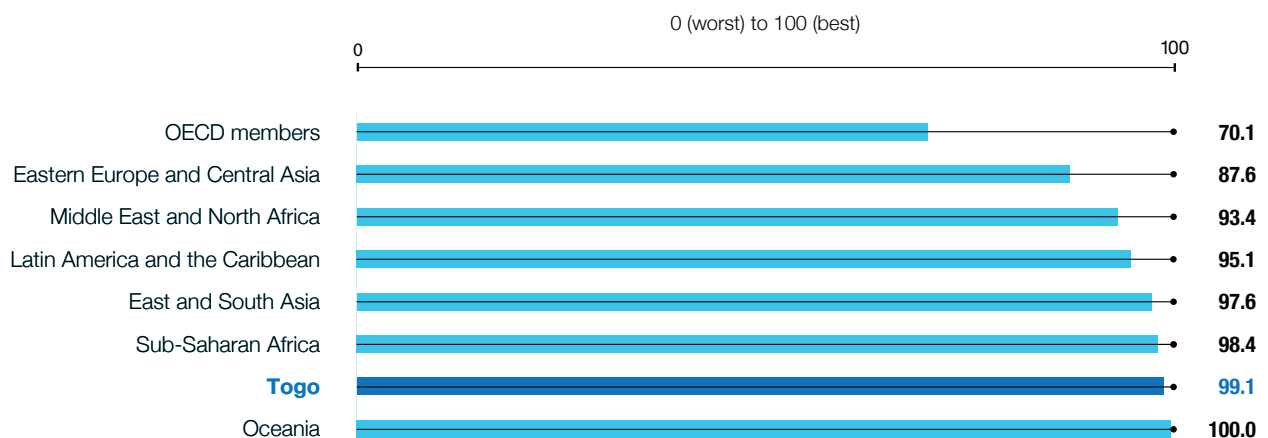 0 (worst) to 100 (best)
0 100
OECD members 70.1
Eastern Europe and Central Asia 87.6
Middle East and North Africa 93.4
Latin America and the Caribbean 95.1
East and South Asia 97.6
Sub-Saharan Africa 98.4
Togo 99.1
Oceania 100.0